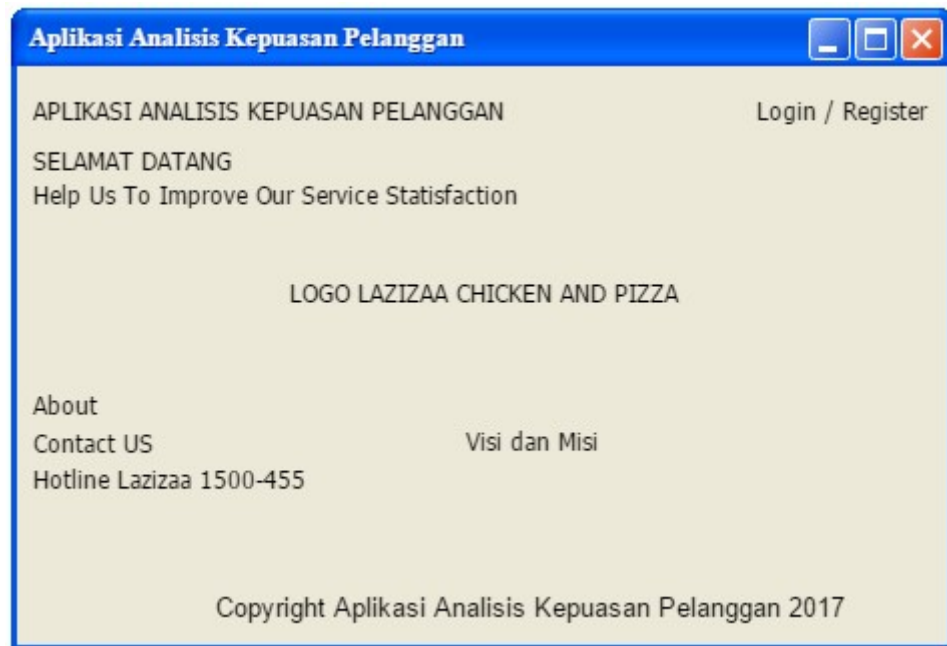 Aplikasi Analisis Kepuasan Pelanggan
APLIKASI ANALISIS KEPUASAN PELANGGAN Login / Register
SELAMAT DATANG
Help Us To Improve Our Service Statisfaction
LOGO LAZIZAA CHICKEN AND PIZZA
About
Contact US Visi dan Misi
Hotline Lazizaa 1500-455
Copyright Aplikasi Analisis Kepuasan Pelanggan 2017